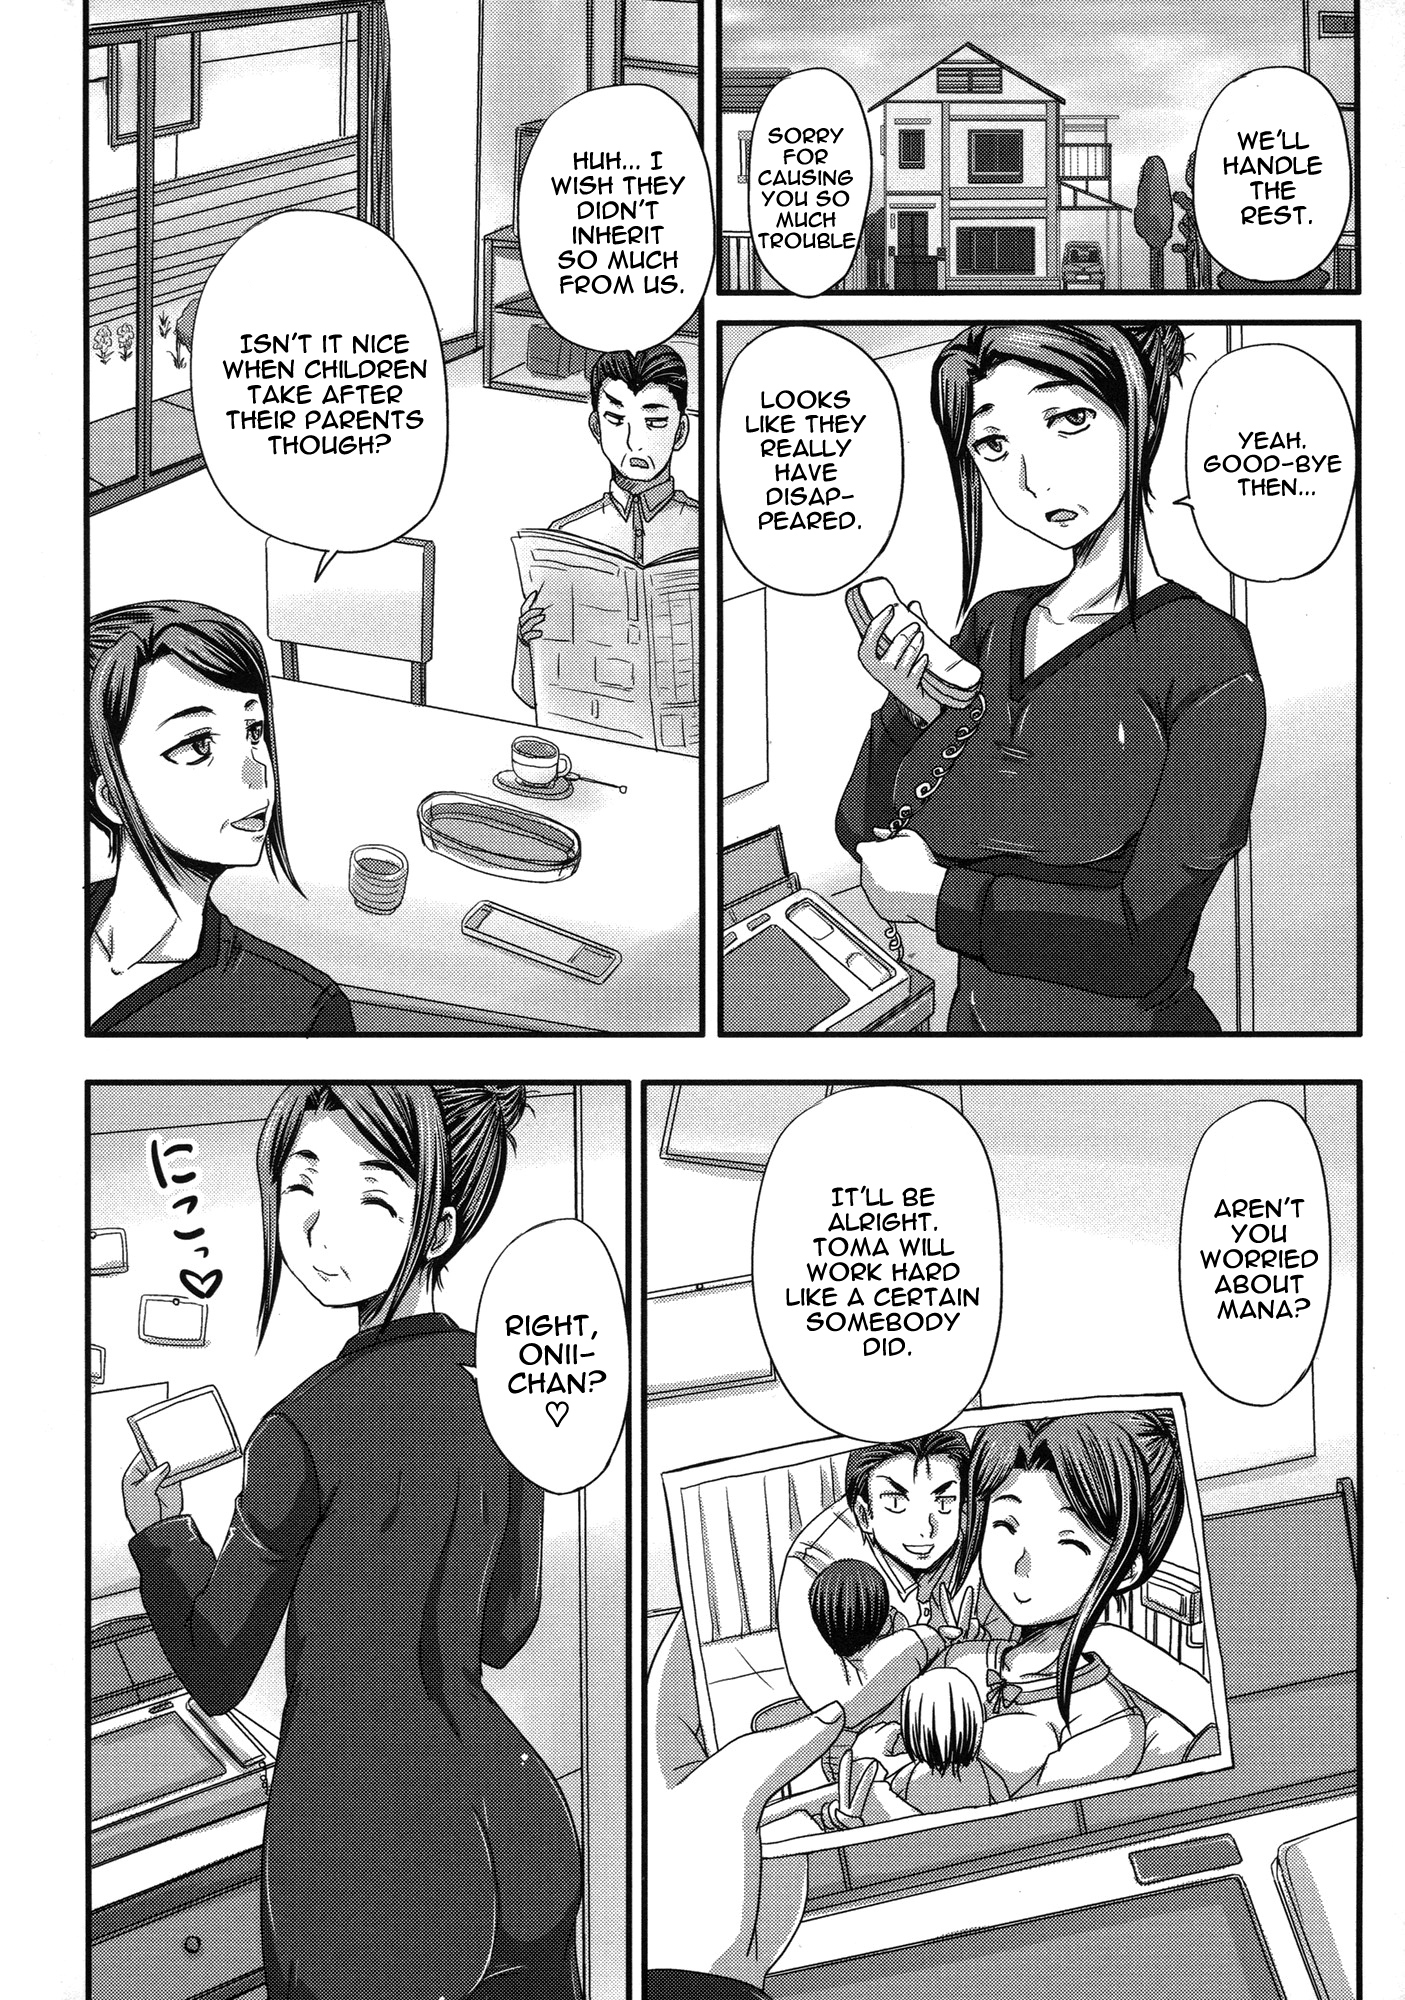 WE'LL
HANDLE
THE
REST.
SORRY
FOR
CAUSING
YOU SO
MUCH
TROUBLE
YEAH.
GOOD-BYE
THEN...
LOOKS
LIKE THEY
REALLY
HAVE
DISAP-
PEARED.
HUH... I
WISH THEY
DIDN'T
INHERIT
SO MUCH
FROM US.
ISN'T IT NICE
WHEN CHILDREN
TAKE AFTER
THEIR PARENTS
THOUGH?
AREN'T
YOU
WORRIED
ABOUT
MANA?
IT'LL BE
ALRIGHT.
TOMA WILL
WORK HARD
LIKE A CERTAIN
SOMEBODY
DID.
にこっ♡
RIGHT,
ONII-
CHAN?
♡